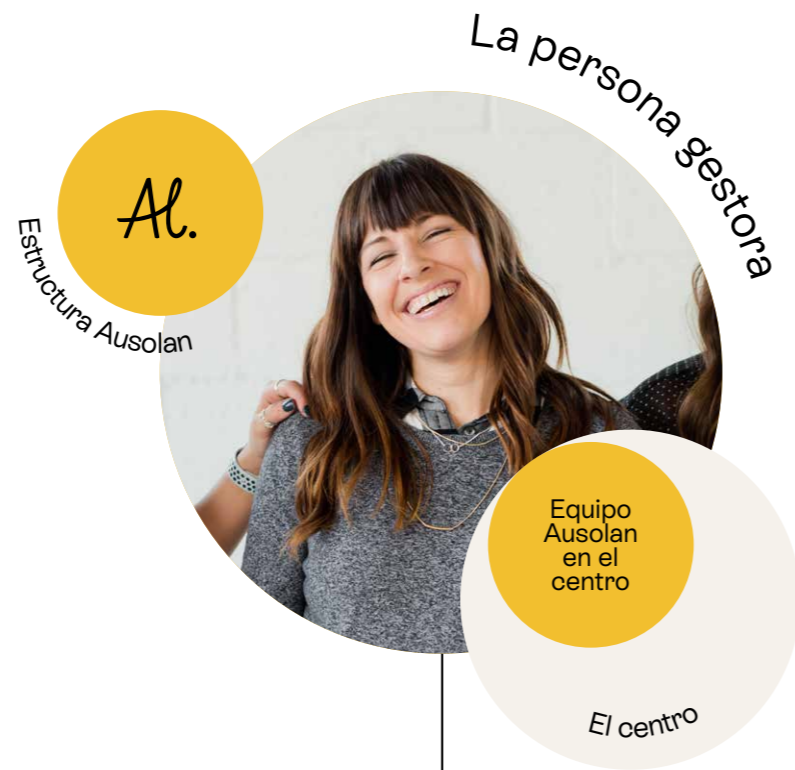 La persona gestora
Al.
Estructura Ausolan
Equipo
Ausolan
en el
centro
El centro